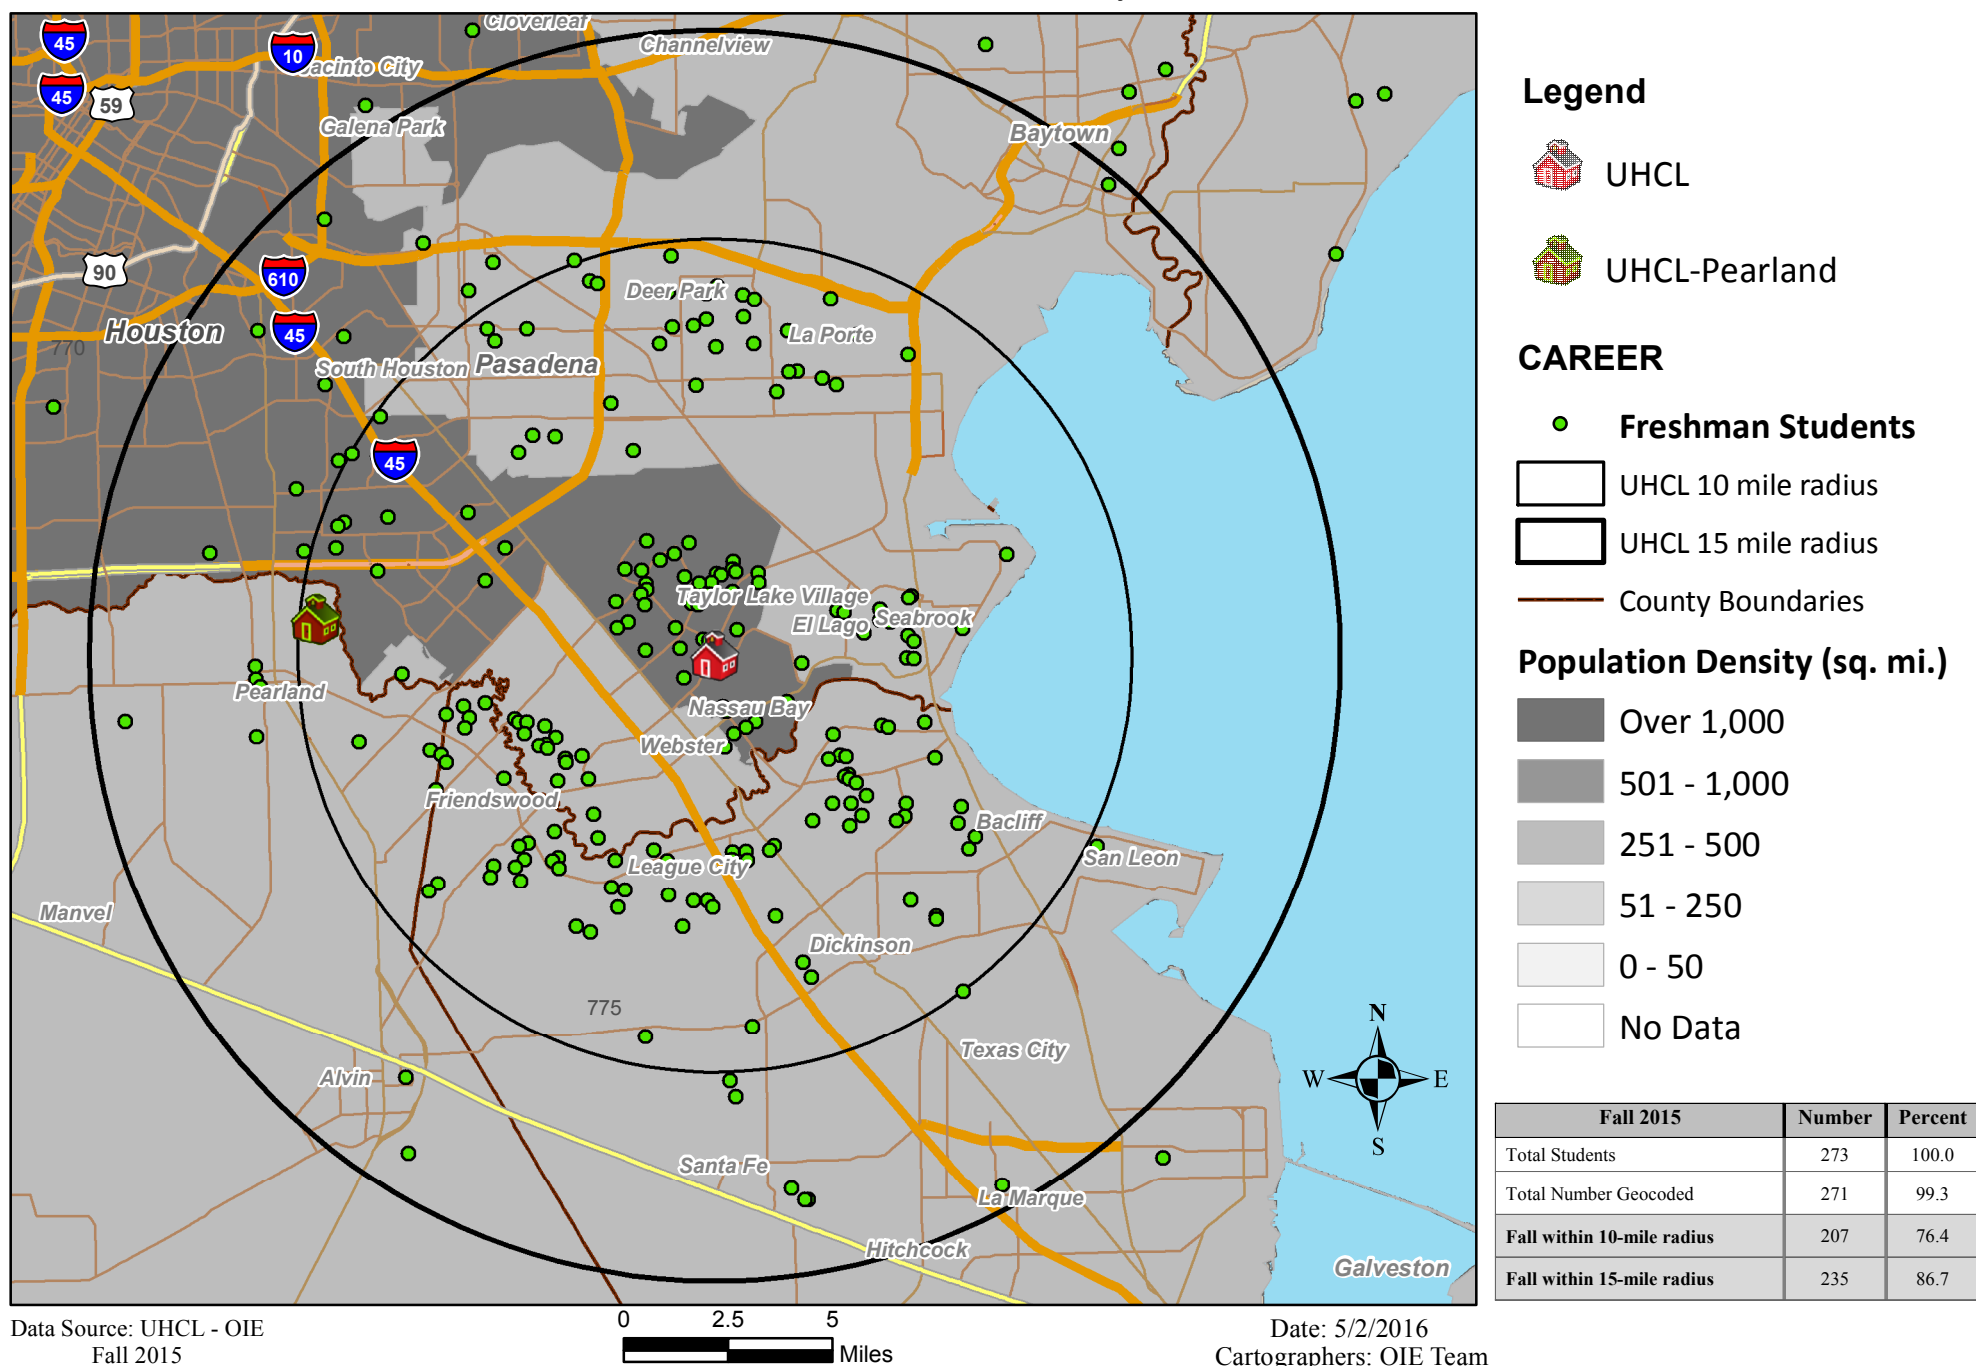 Cloverleaf
Channelview
45
10
Jacinto City
45
59
Galena Park
Baytown
90
610
Deer Park
Houston
45
La Porte
770
South Houston
Pasadena
45
Taylor Lake Village
El Lago
Seabrook
Pearland
Nassau Bay
Webster
Friendswood
Bacliff
San Leon
League City
Manvel
Dickinson
775
Texas City
Alvin
Santa Fe
La Marque
Hitchcock
Galveston
N
W
E
S
Legend
UHCL
UHCL-Pearland
CAREER
Freshman Students
UHCL 10 mile radius
UHCL 15 mile radius
County Boundaries
Population Density (sq. mi.)
Over 1,000
501 - 1,000
251 - 500
51 - 250
0 - 50
No Data
Fall 2015 Number Percent
Total Students 273 100.0
Total Number Geocoded 271 99.3
Fall within 10-mile radius 207 76.4
Fall within 15-mile radius 235 86.7
Data Source: UHCL - OIE
Fall 2015
0 2.5 5
Miles
Date: 5/2/2016
Cartographers: OIE Team